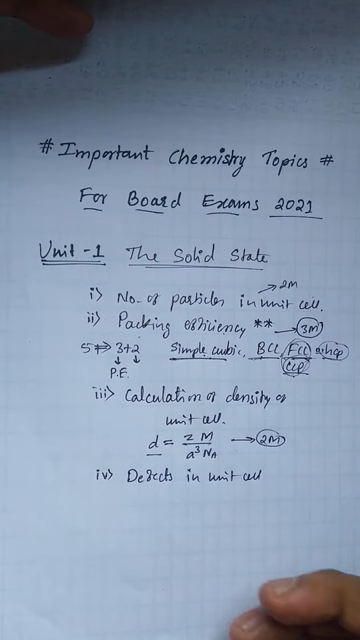 # Important Chemistry Topics #
For Board Exams 2021
Unit-1 The Solid State
→ 2M
i> No. of particles in unit cell.
ii> Packing efficiency ** → 3M
5 ⇒ 3+2 Simple cubic, BCC, FCC, hcp
↓ ↓ ccp
P.E.
iii> Calculation of density of
unit cell.
d = z M / a³ NA → 2M
iv> Defects in unit cell